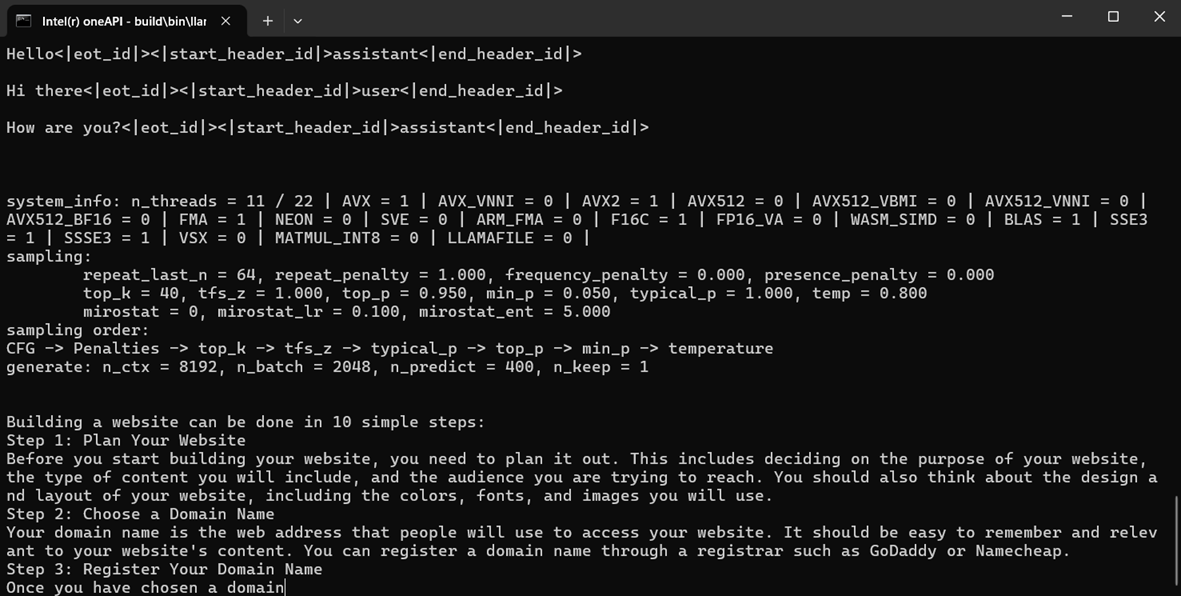 Intel(r) oneAPI - build\bin\llar
Hello<|eot_id|><|start_header_id|>assistant<|end_header_id|>
Hi there<|eot_id|><|start_header_id|>user<|end_header_id|>
How are you?<|eot_id|><|start_header_id|>assistant<|end_header_id|>
system_info: n_threads = 11 / 22 | AVX = 1 | AVX_VNNI = 0 | AVX2 = 1 | AVX512 = 0 | AVX512_VBMI = 0 | AVX512_VNNI = 0 |
AVX512_BF16 = 0 | FMA = 1 | NEON = 0 | SVE = 0 | ARM_FMA = 0 | F16C = 1 | FP16_VA = 0 | WASM_SIMD = 0 | BLAS = 1 | SSE3
= 1 | SSSE3 = 1 | VSX = 0 | MATMUL_INT8 = 0 | LLAMAFILE = 0 |
sampling:
repeat_last_n = 64, repeat_penalty = 1.000, frequency_penalty = 0.000, presence_penalty = 0.000
top_k = 40, tfs_z = 1.000, top_p = 0.950, min_p = 0.050, typical_p = 1.000, temp = 0.800
mirostat = 0, mirostat_lr = 0.100, mirostat_ent = 5.000
sampling order:
CFG -> Penalties -> top_k -> tfs_z -> typical_p -> top_p -> min_p -> temperature
generate: n_ctx = 8192, n_batch = 2048, n_predict = 400, n_keep = 1
Building a website can be done in 10 simple steps:
Step 1: Plan Your Website
Before you start building your website, you need to plan it out. This includes deciding on the purpose of your website,
the type of content you will include, and the audience you are trying to reach. You should also think about the design a
nd layout of your website, including the colors, fonts, and images you will use.
Step 2: Choose a Domain Name
Your domain name is the web address that people will use to access your website. It should be easy to remember and relev
ant to your website's content. You can register a domain name through a registrar such as GoDaddy or Namecheap.
Step 3: Register Your Domain Name
Once you have chosen a domain